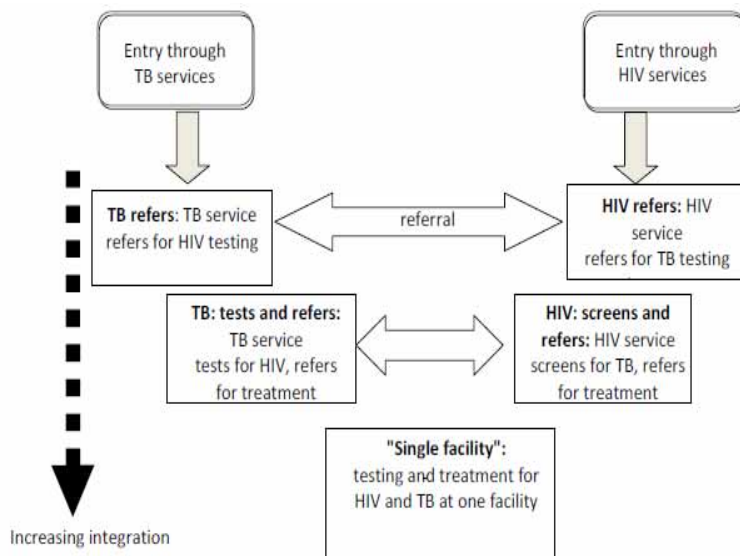 Entry through
TB services
Entry through
HIV services
TB refers: TB service
refers for HIV testing
referral
HIV refers: HIV
service
refers for TB testing
TB: tests and refers:
TB service
tests for HIV, refers
for treatment
HIV: screens and
refers: HIV service
screens for TB, refers
for treatment
"Single facility":
testing and treatment for
HIV and TB at one facility
Increasing integration